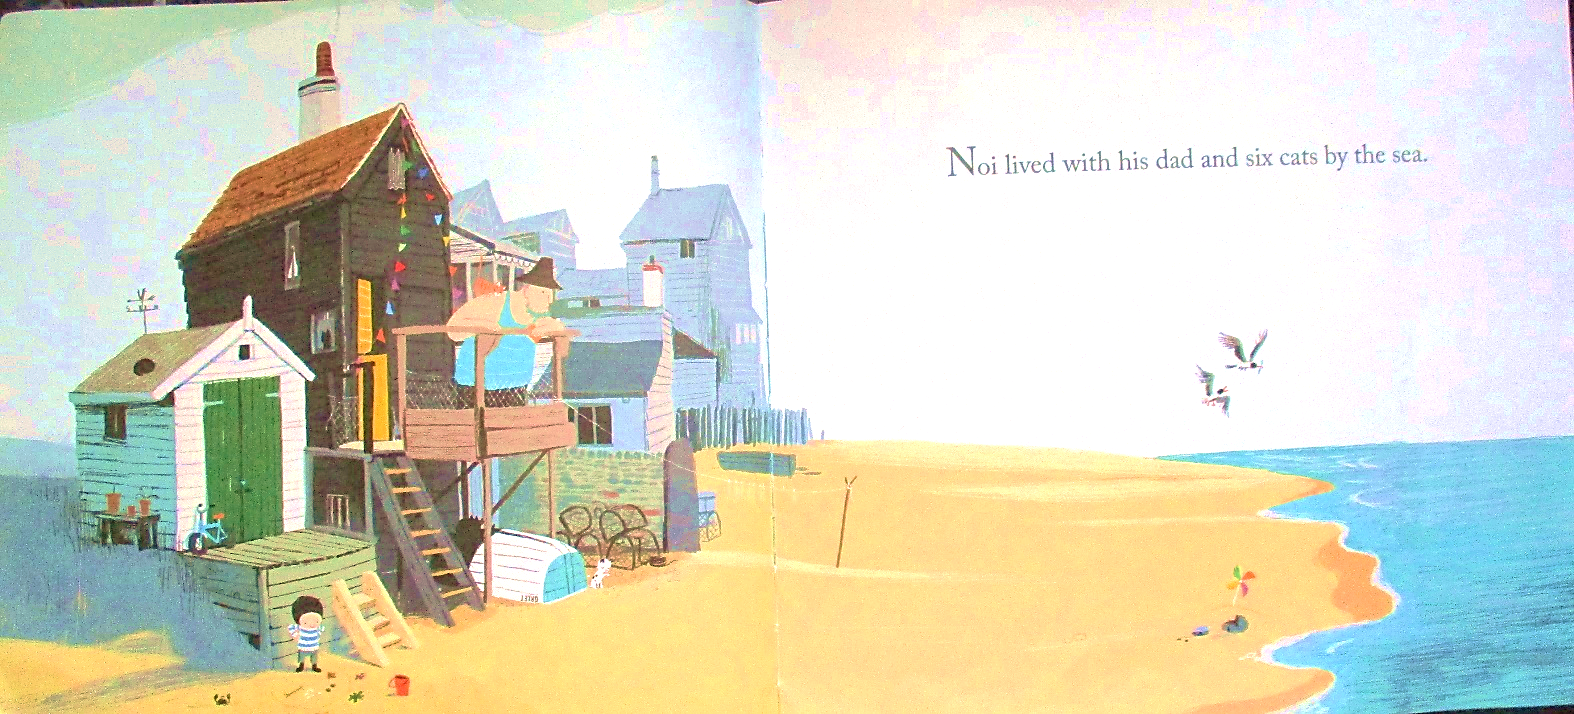 Noi lived with his dad and six cats by the sea.